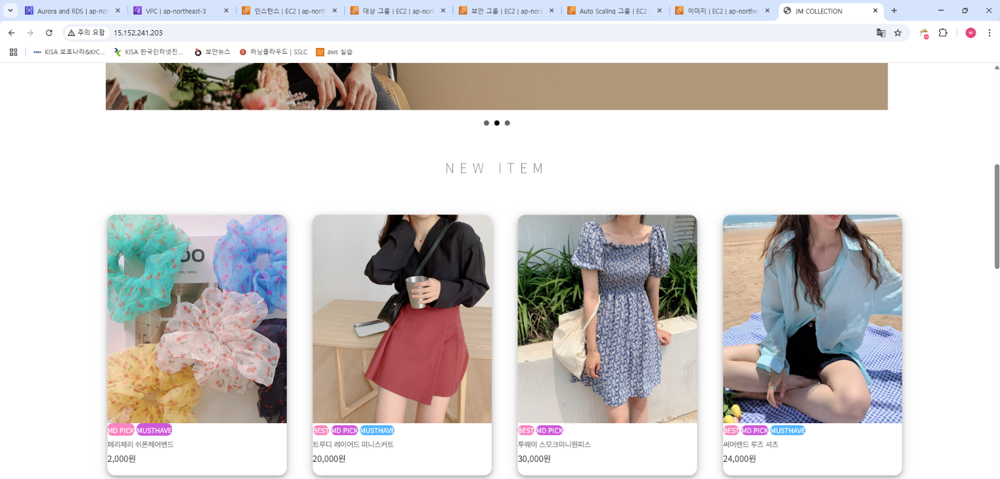 Aurora and RDS | ap-nor
VPC | ap-northeast-3
인스턴스 | EC2 | ap-nort
대상 그룹 | EC2 | ap-nort
보안 그룹 | EC2 | ap-nort
Auto Scaling 그룹 | EC2 |
이미지 | EC2 | ap-northe
JM COLLECTION
주의 요함
15.152.241.203
W
KISA 보호나라&KrC...
KISA 한국인터넷진...
보안뉴스
러닝클라우드 | SSLC
aws 실습
NEW ITEM
MD PICK MUSTHAVE
페리체리 쉬폰헤어밴드
2,000원
BEST MD PICK MUSTHAVE
트루디 레이어드 미니스커트
20,000원
BEST MD PICK
투웨이 스모크미니원피스
30,000원
BEST MD PICK MUSTHAVE
써머랜드 루즈 셔츠
24,000원